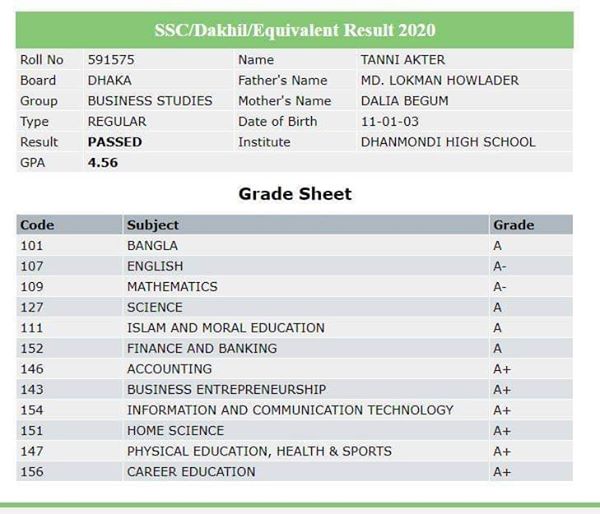 SSC/Dakhil/Equivalent Result 2020
Roll No 591575 Name TANNI AKTER
Board DHAKA Father's Name MD. LOKMAN HOWLADER
Group BUSINESS STUDIES Mother's Name DALIA BEGUM
Type REGULAR Date of Birth 11-01-03
Result PASSED Institute DHANMONDI HIGH SCHOOL
GPA 4.56
Grade Sheet
Code Subject Grade
101 BANGLA A
107 ENGLISH A-
109 MATHEMATICS A-
127 SCIENCE A
111 ISLAM AND MORAL EDUCATION A
152 FINANCE AND BANKING A
146 ACCOUNTING A+
143 BUSINESS ENTREPRENEURSHIP A+
154 INFORMATION AND COMMUNICATION TECHNOLOGY A+
151 HOME SCIENCE A+
147 PHYSICAL EDUCATION, HEALTH & SPORTS A+
156 CAREER EDUCATION A+